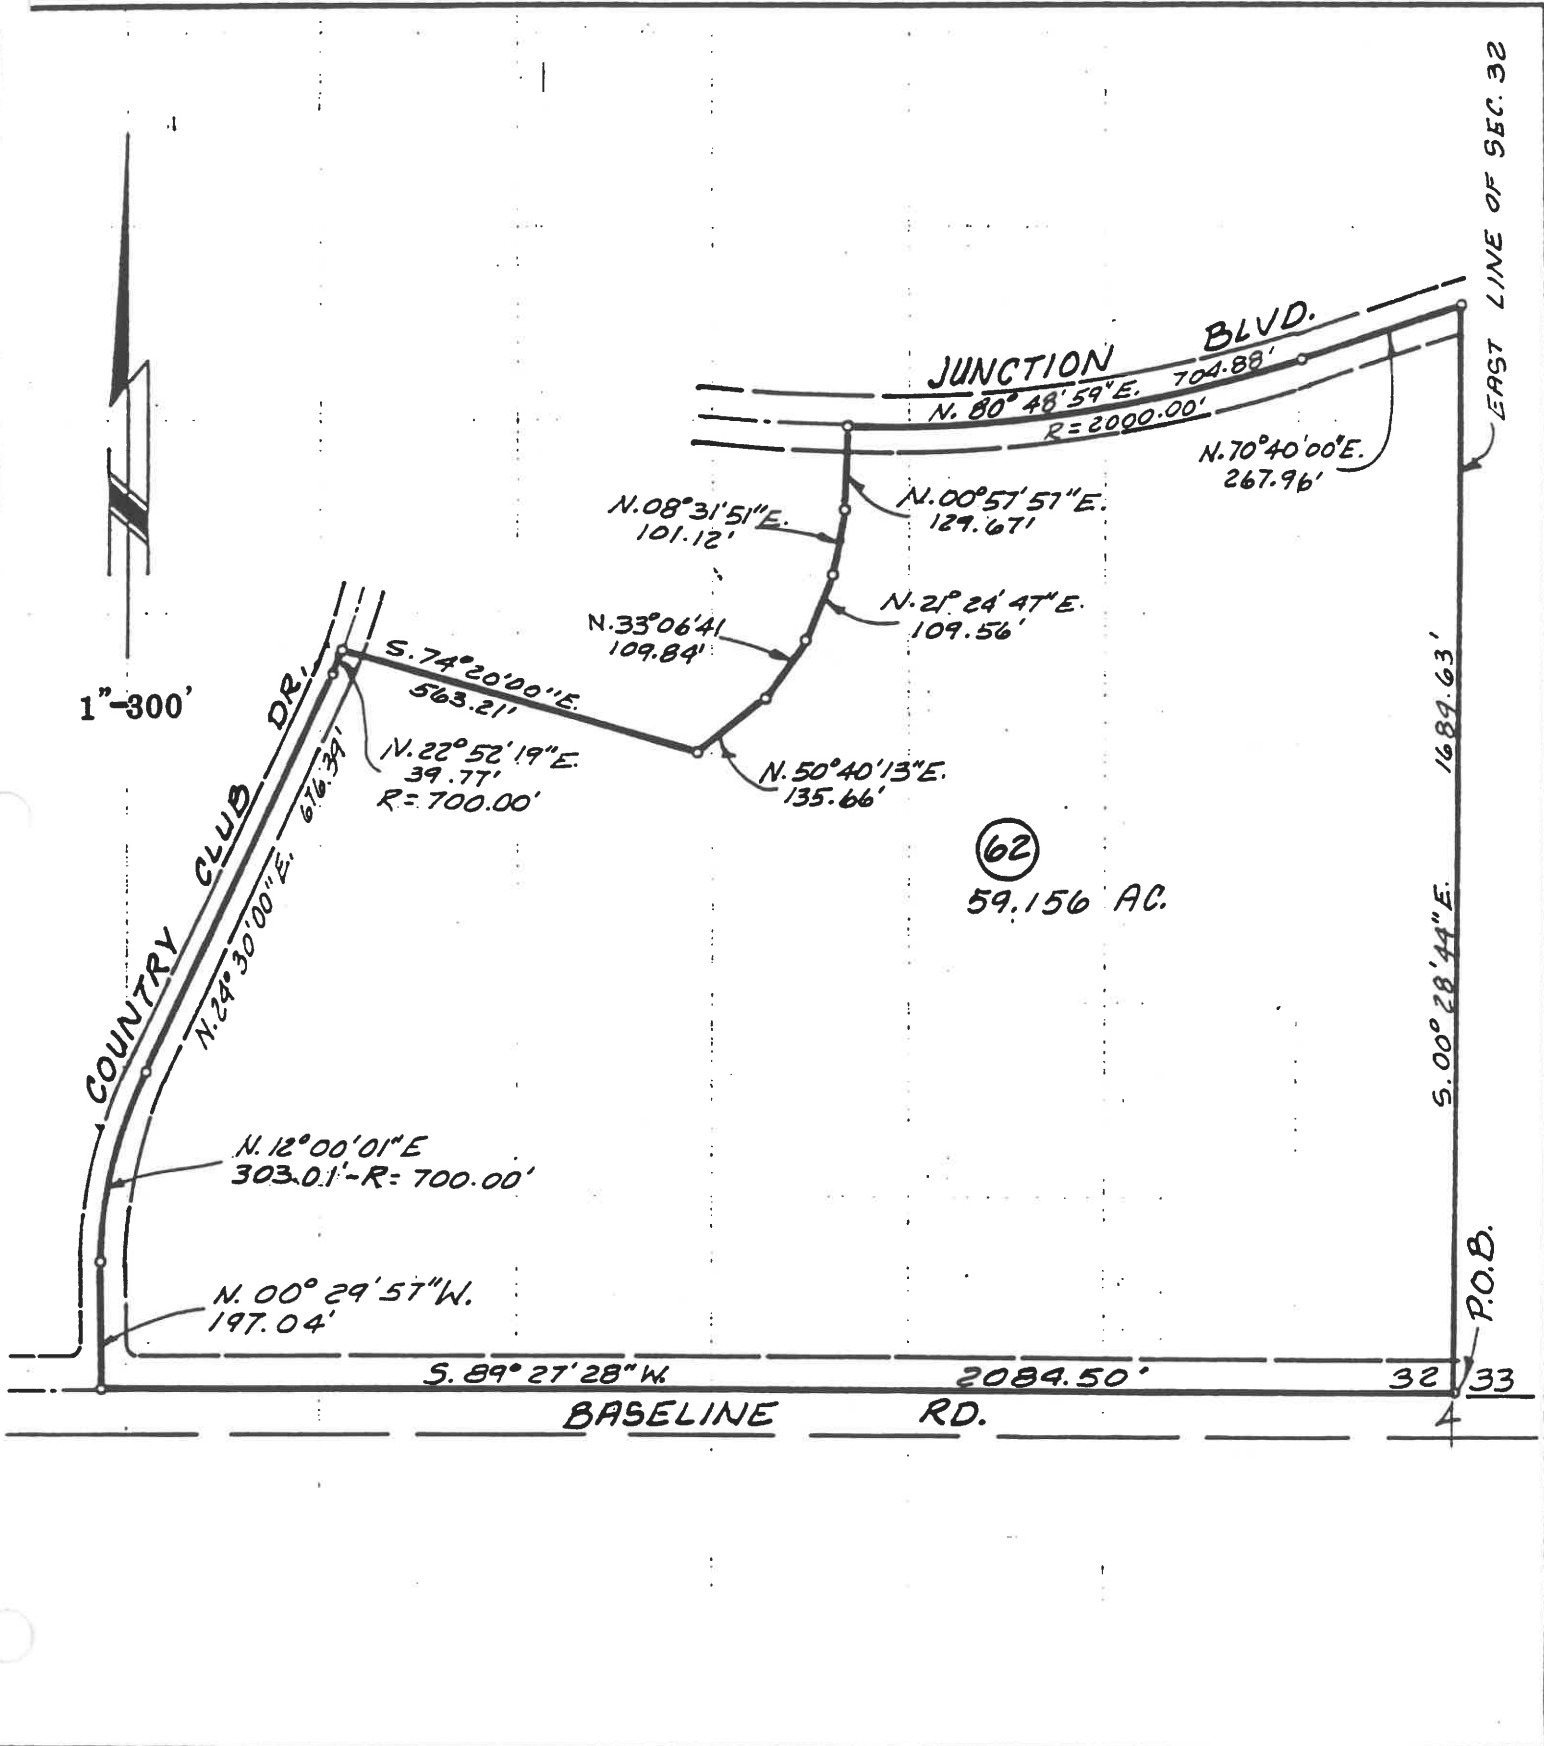 EAST LINE OF SEC. 32
JUNCTION BLVD.
N. 80° 48' 59" E. 704.88'
R = 2000.00'
N. 70° 40' 00" E.
267.96'
N. 00° 57' 57" E.
129.67'
N. 08° 31' 51" E.
101.12'
N. 21° 24' 47" E.
109.56'
N. 33° 06' 41
109.84'
S. 74° 20' 00" E.
563.21'
1"-300'
N. 22° 52' 19" E.
39.77'
R = 700.00'
N. 50° 40' 13" E.
135.66'
COUNTRY CLUB DR.
N. 24° 30' 00" E. 676.39'
62
59.156 AC.
S. 00° 28' 44" E. 1689.63'
N. 12° 00' 01" E
303.01' - R = 700.00'
N. 00° 29' 57" W.
197.04'
P.O.B.
S. 89° 27' 28" W. 2084.50'
32 33
4
BASELINE RD.